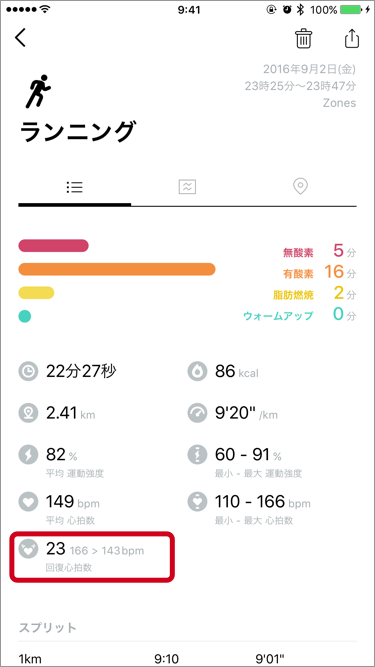 9:41
100%
2016年9月2日(金)
23時25分〜23時47分
Zones
ランニング
無酸素 5 分
有酸素 16 分
脂肪燃焼 2 分
ウォームアップ 0 分
22分27秒
86 kcal
2.41 km
9'20" /km
82 %
平均 運動強度
60 - 91 %
最小 - 最大 運動強度
149 bpm
平均 心拍数
110 - 166 bpm
最小 - 最大 心拍数
23 166 > 143bpm
回復心拍数
スプリット
1km 9:10 9'01"